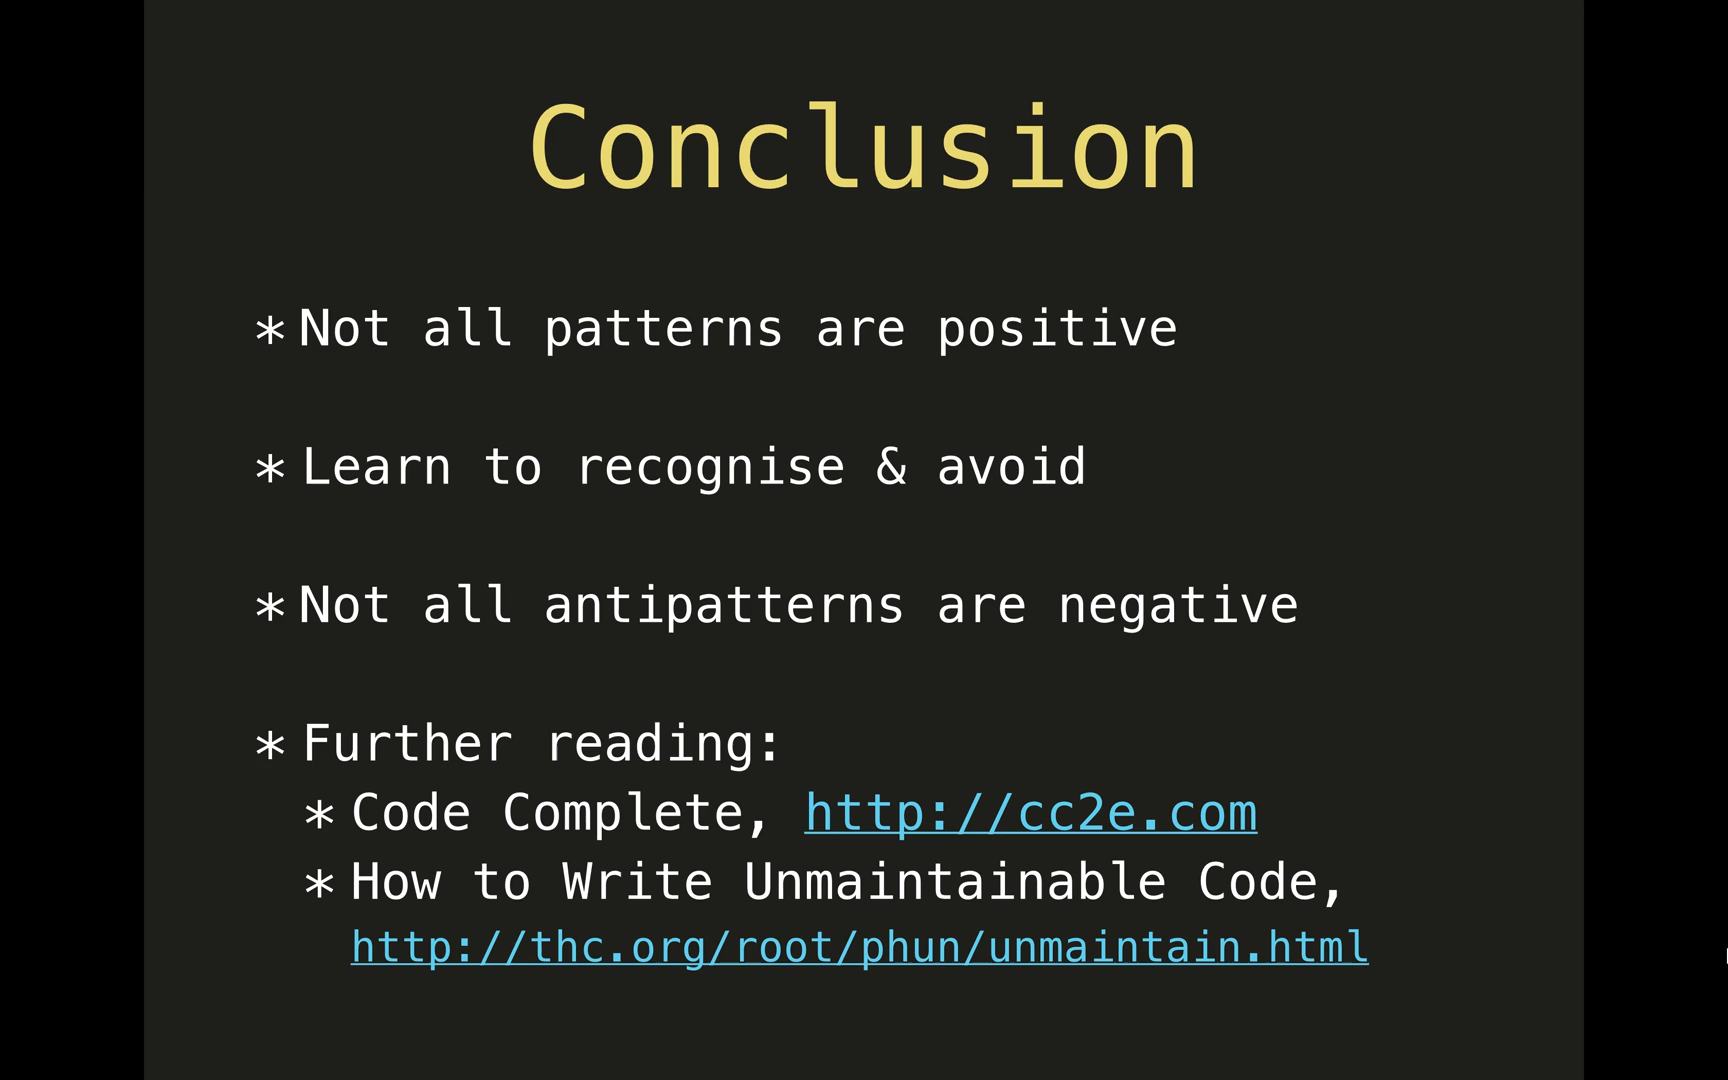 Conclusion
* Not all patterns are positive
* Learn to recognise & avoid
* Not all antipatterns are negative
* Further reading:
* Code Complete, http://cc2e.com
* How to Write Unmaintainable Code,
http://thc.org/root/phun/unmaintain.html